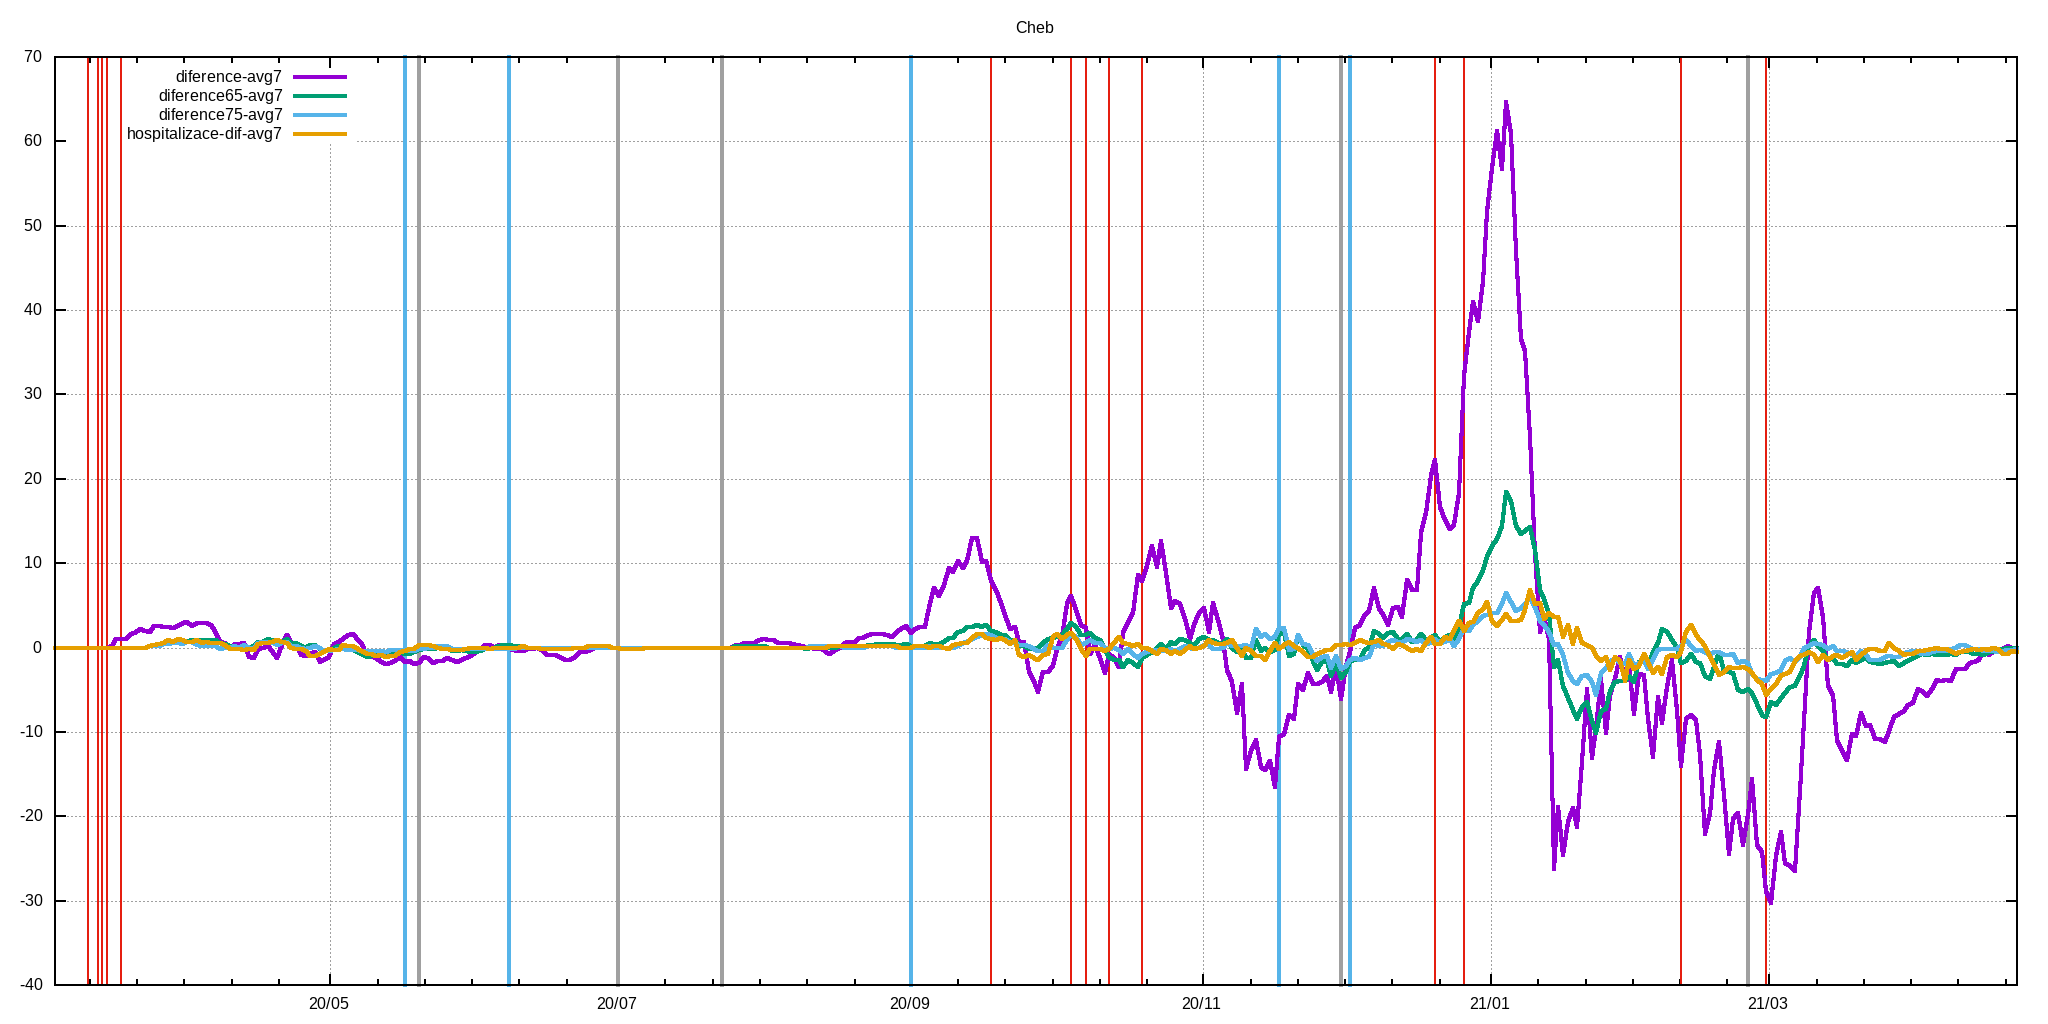 Cheb
70
60
50
40
30
20
10
0
-10
-20
-30
-40
diference-avg7
diference65-avg7
diference75-avg7
hospitalizace-dif-avg7
20/05 20/07 20/09 20/11 21/01 21/03